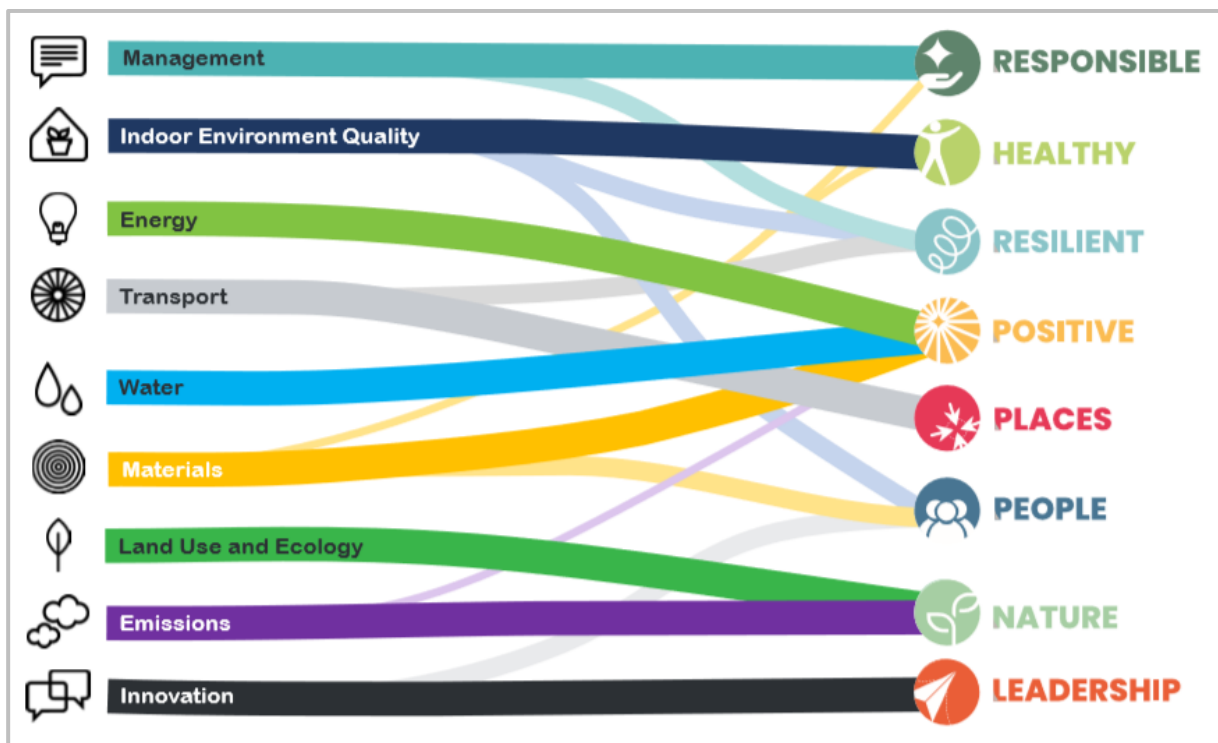 Management
RESPONSIBLE
Indoor Environment Quality
HEALTHY
Energy
RESILIENT
Transport
POSITIVE
Water
PLACES
Materials
PEOPLE
Land Use and Ecology
Emissions
NATURE
Innovation
LEADERSHIP